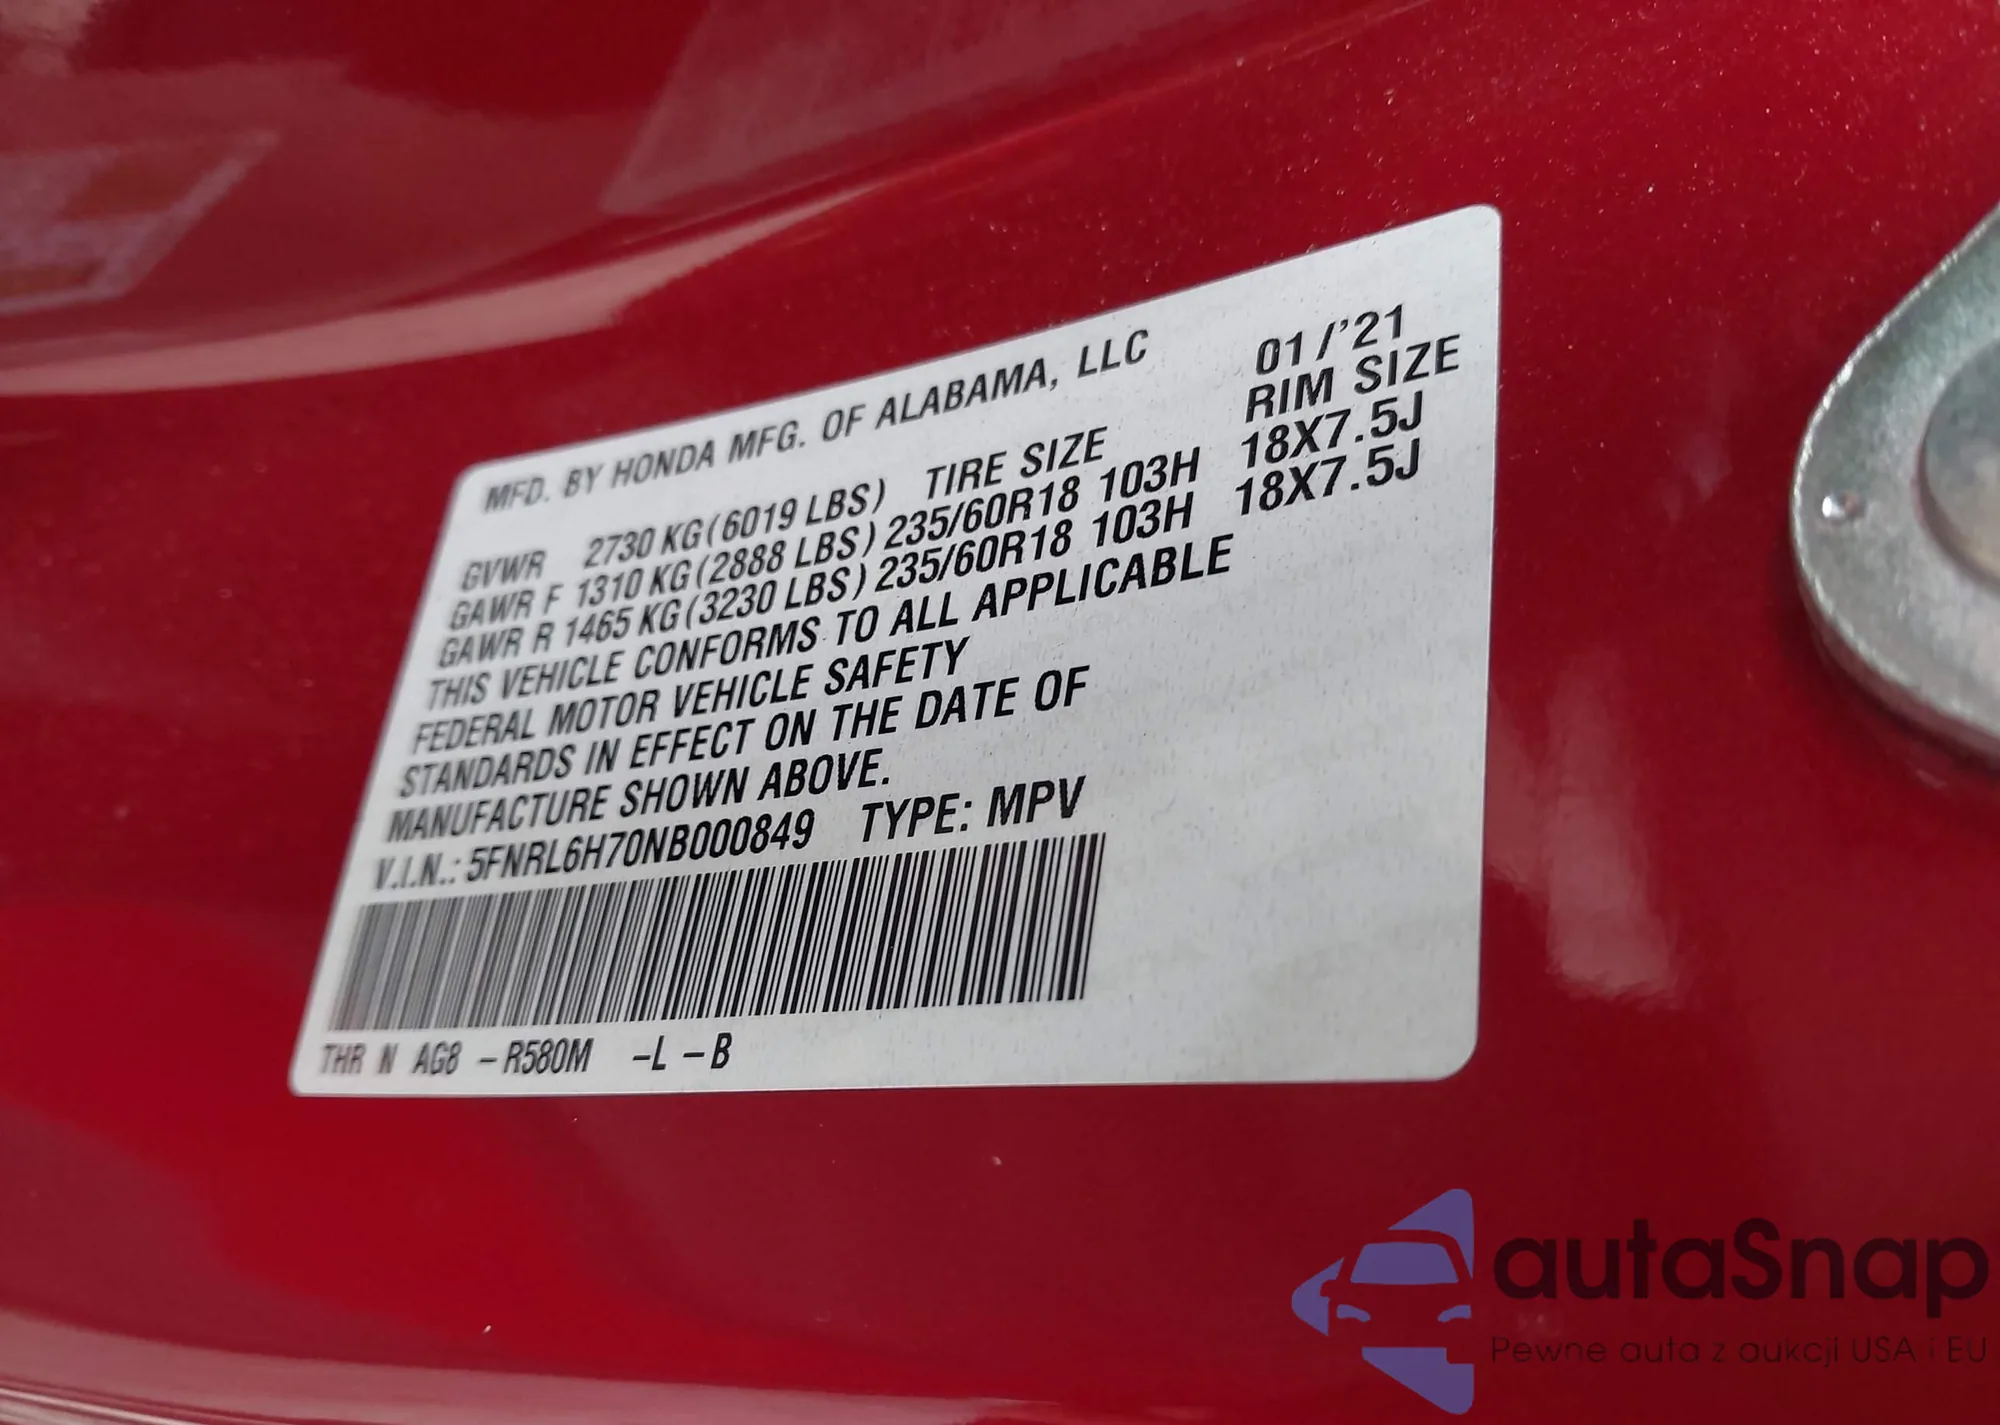 MFD. BY HONDA MFG. OF ALABAMA, LLC 01/'21
GVWR 2730 KG(6019 LBS) TIRE SIZE RIM SIZE
GAWR F 1310 KG(2888 LBS) 235/60R18 103H 18X7.5J
GAWR R 1465 KG(3230 LBS) 235/60R18 103H 18X7.5J
THIS VEHICLE CONFORMS TO ALL APPLICABLE
FEDERAL MOTOR VEHICLE SAFETY
STANDARDS IN EFFECT ON THE DATE OF
MANUFACTURE SHOWN ABOVE.
V.I.N.: 5FNRL6H70NB000849 TYPE: MPV
THR N AG8 -R580M -L -B
autaSnap
Pewne auta z aukcji USA i EU